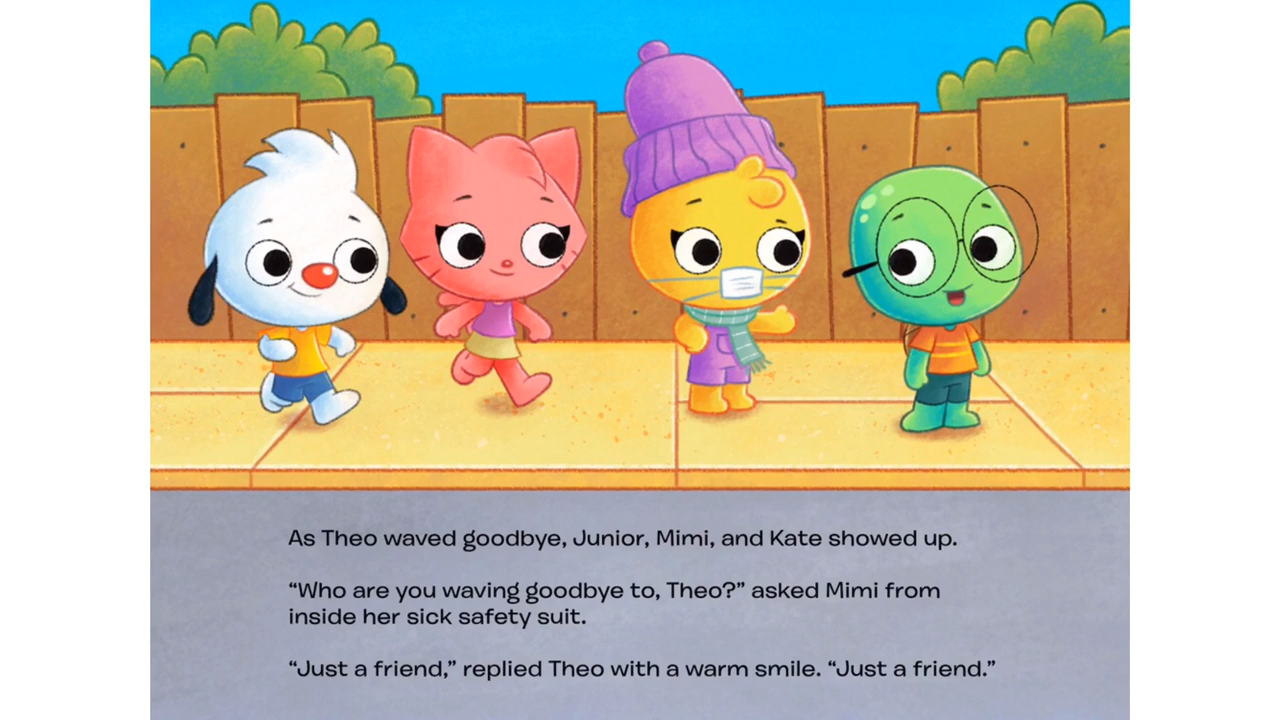 As Theo waved goodbye, Junior, Mimi, and Kate showed up.
“Who are you waving goodbye to, Theo?” asked Mimi from
inside her sick safety suit.
“Just a friend,” replied Theo with a warm smile. “Just a friend.”